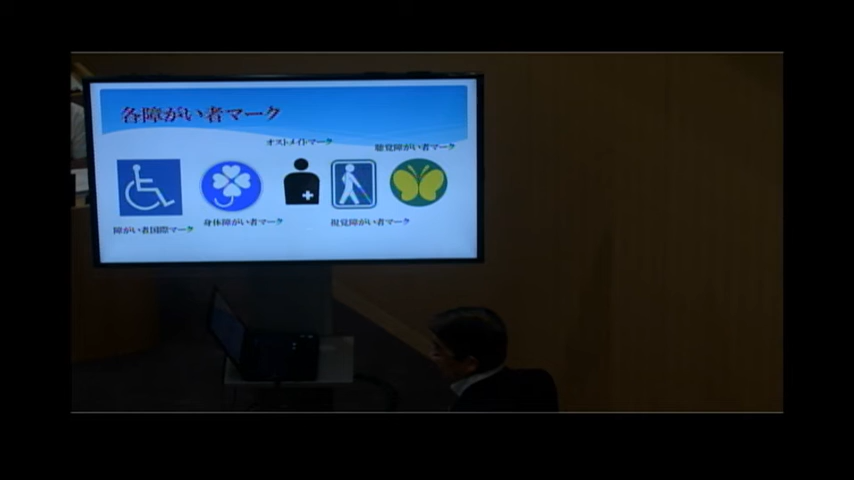 各障がい者マーク
オストメイトマーク
聴覚障がい者マーク
障がい者国際マーク
身体障がい者マーク
視覚障がい者マーク